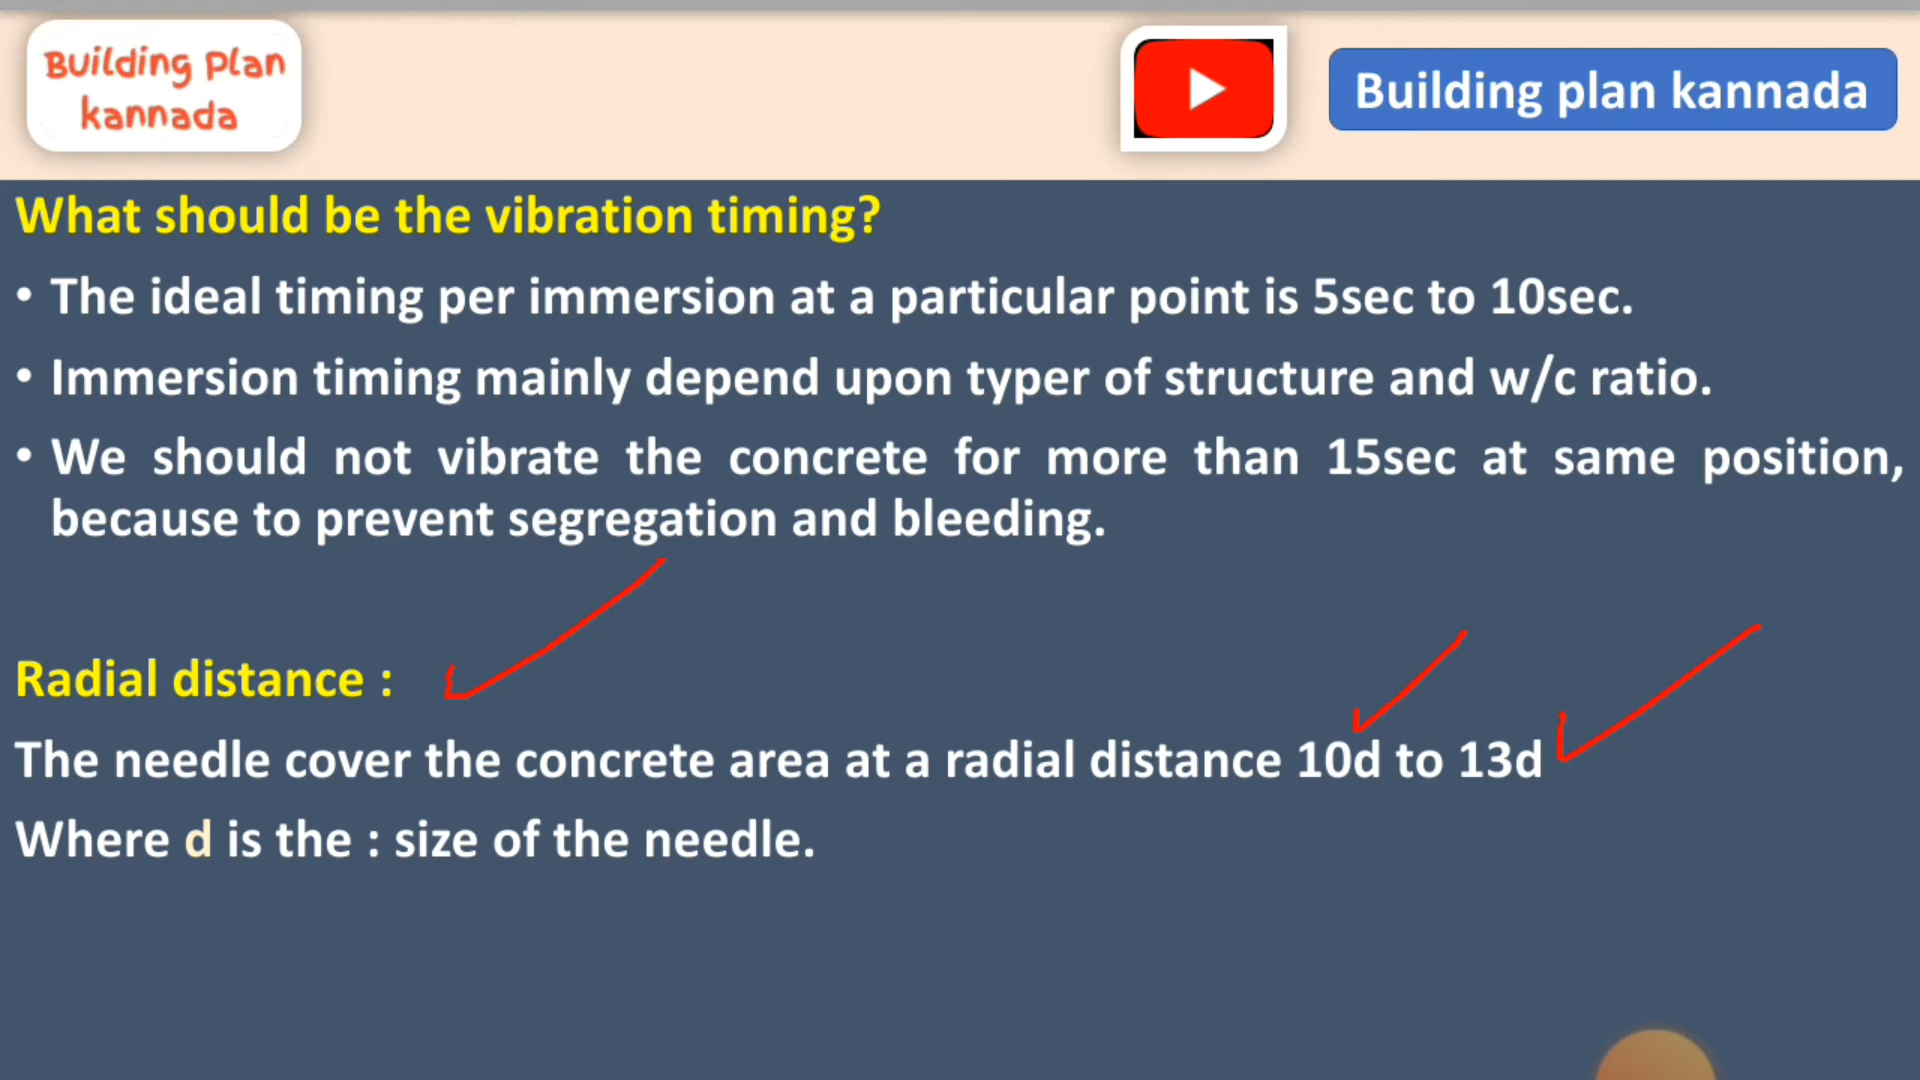 Building Plan
kannada
Building plan kannada
What should be the vibration timing?
• The ideal timing per immersion at a particular point is 5sec to 10sec.
• Immersion timing mainly depend upon typer of structure and w/c ratio.
• We should not vibrate the concrete for more than 15sec at same position,
because to prevent segregation and bleeding.
Radial distance :
The needle cover the concrete area at a radial distance 10d to 13d
Where d is the : size of the needle.